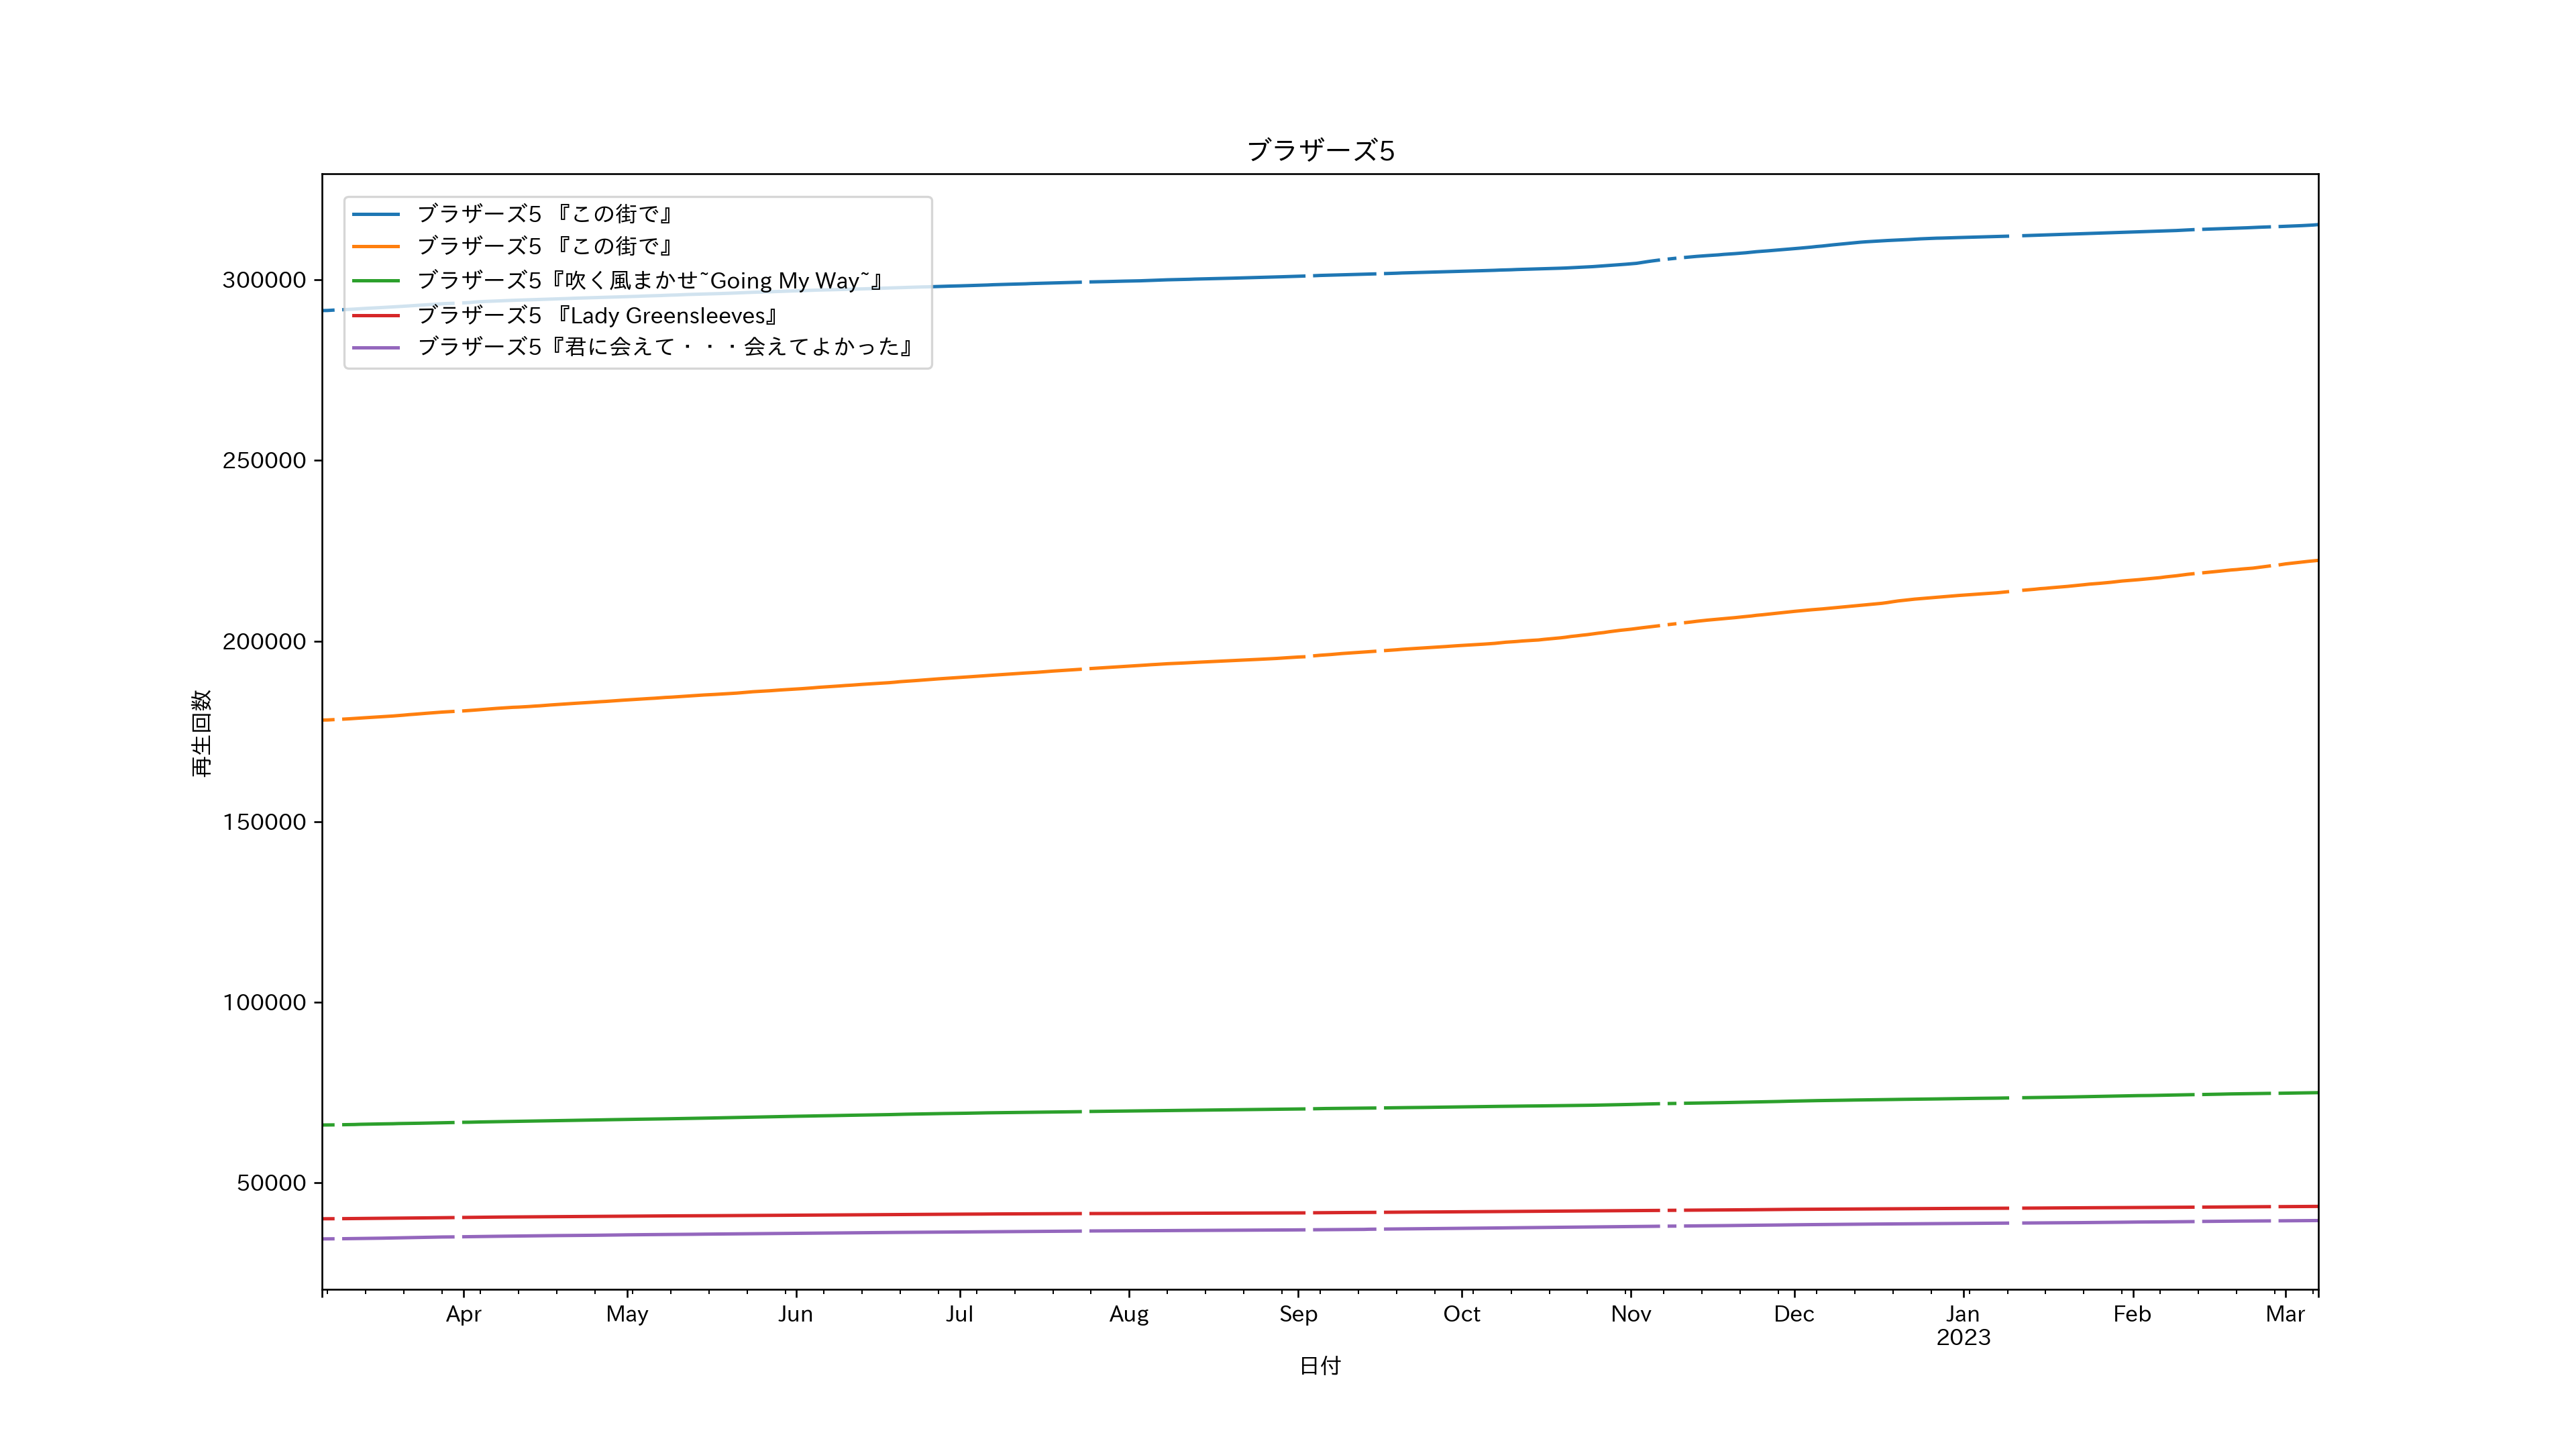 ブラザーズ5
ブラザーズ5 『この街で』
ブラザーズ5 『この街で』
ブラザーズ5『吹く風まかせ~Going My Way~』
ブラザーズ5 『Lady Greensleeves』
ブラザーズ5『君に会えて・・・会えてよかった』
300000
250000
200000
150000
100000
50000
再生回数
Apr May Jun Jul Aug Sep Oct Nov Dec Jan Feb Mar
2023
日付